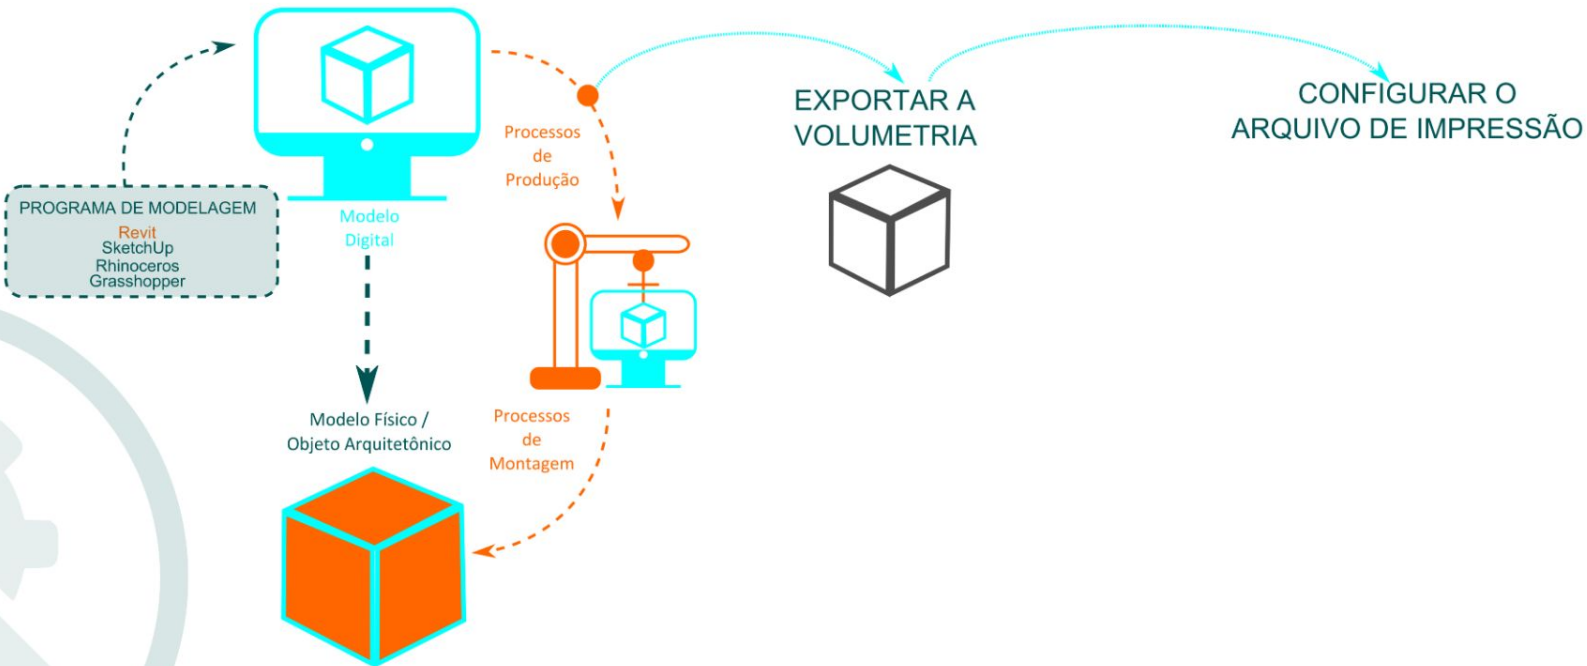 PROGRAMA DE MODELAGEM
Revit
SketchUp
Rhinoceros
Grasshopper
Modelo
Digital
Processos
de
Produção
EXPORTAR A
VOLUMETRIA
CONFIGURAR O
ARQUIVO DE IMPRESSÃO
Modelo Físico /
Objeto Arquitetônico
Processos
de
Montagem